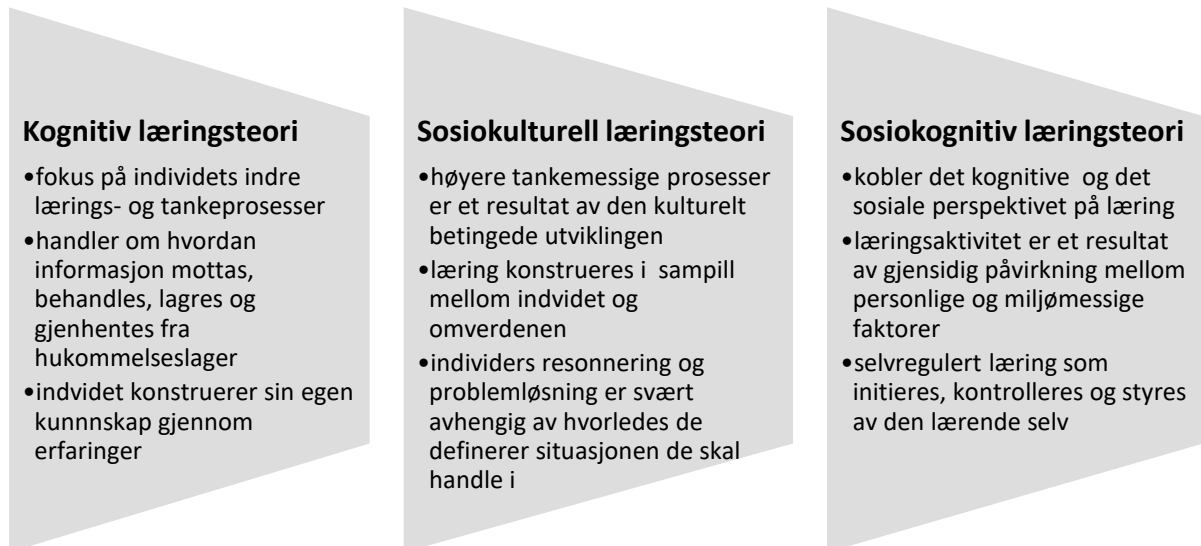 Kognitiv læringsteori
•fokus på individets indre
lærings- og tankeprosesser
•handler om hvordan
informasjon mottas,
behandles, lagres og
gjenhentes fra
hukommelseslager
•indvidet konstruerer sin egen
kunnnskap gjennom
erfaringer
Sosiokulturell læringsteori
•høyere tankemessige prosesser
er et resultat av den kulturelt
betingede utviklingen
•læring konstrueres i  sampill
mellom indvidet og
omverdenen
•individers resonnering og
problemløsning er svært
avhengig av hvorledes de
definerer situasjonen de skal
handle i
Sosiokognitiv læringsteori
•kobler det kognitive  og det
sosiale perspektivet på læring
•læringsaktivitet er et resultat
av gjensidig påvirkning mellom
personlige og miljømessige
faktorer
•selvregulert læring som
initieres, kontrolleres og styres
av den lærende selv